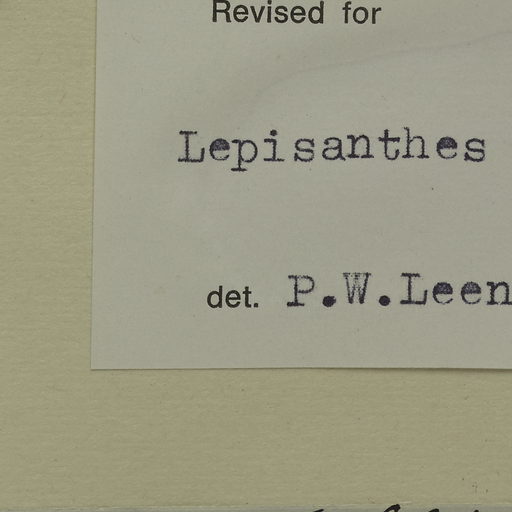 Revised for
Lepisanthes
det. P.W.Leen